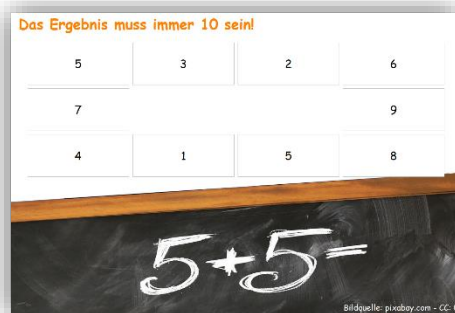 Das Ergebnis muss immer 10 sein!
5 3 2 6
7 9
4 1 5 8
5+5=
Bildquelle: pixabay.com - CC: